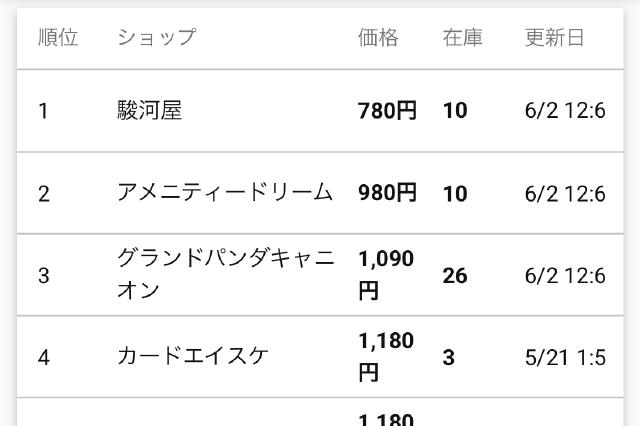 順位 ショップ 価格 在庫 更新日
1 駿河屋 780円 10 6/2 12:6
2 アメニティードリーム 980円 10 6/2 12:6
3 グランドパンダキャニオン 1,090円 26 6/2 12:6
4 カードエイスケ 1,180円 3 5/21 1:5
1,180